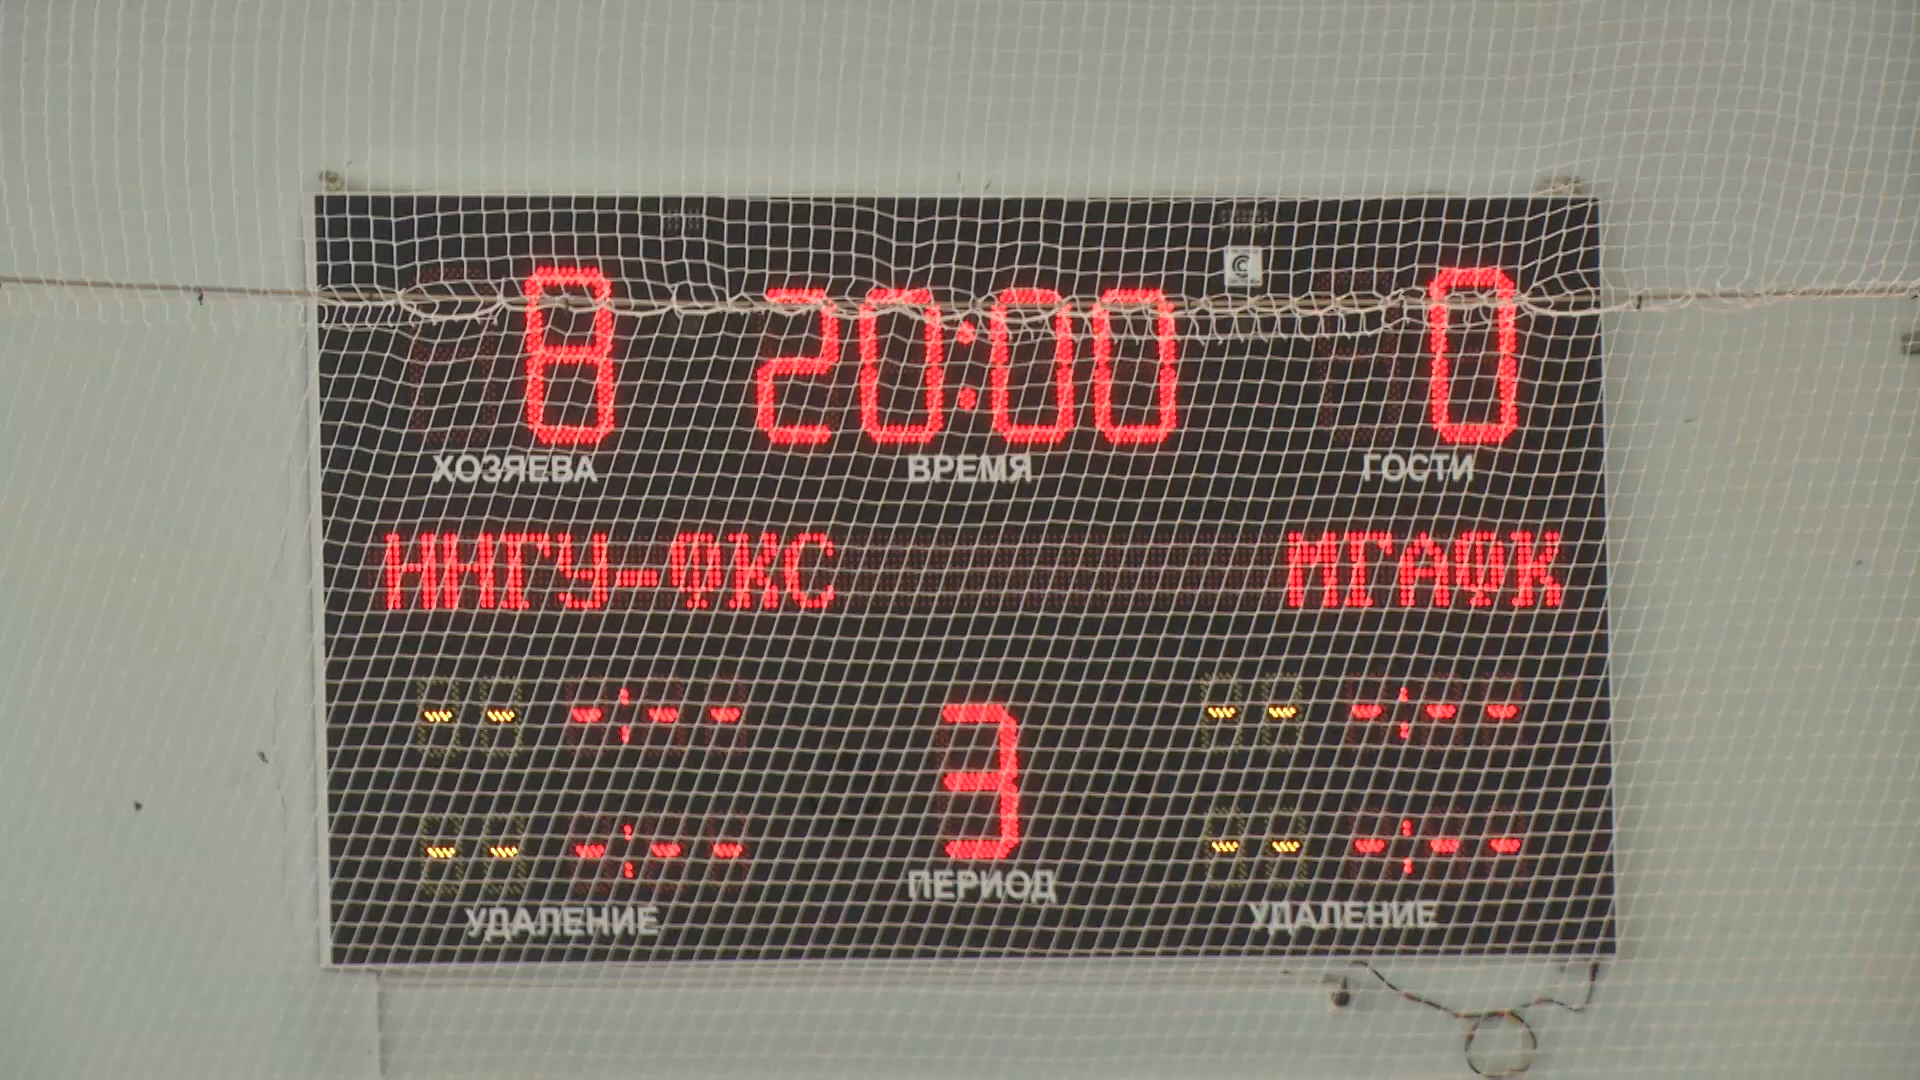 8 20:00 0
ХОЗЯЕВА ВРЕМЯ ГОСТИ
ННГУ-ФКС МГАФК
-- -:-- 3 -- -:--
-- -:-- -- -:--
ПЕРИОД
УДАЛЕНИЕ УДАЛЕНИЕ